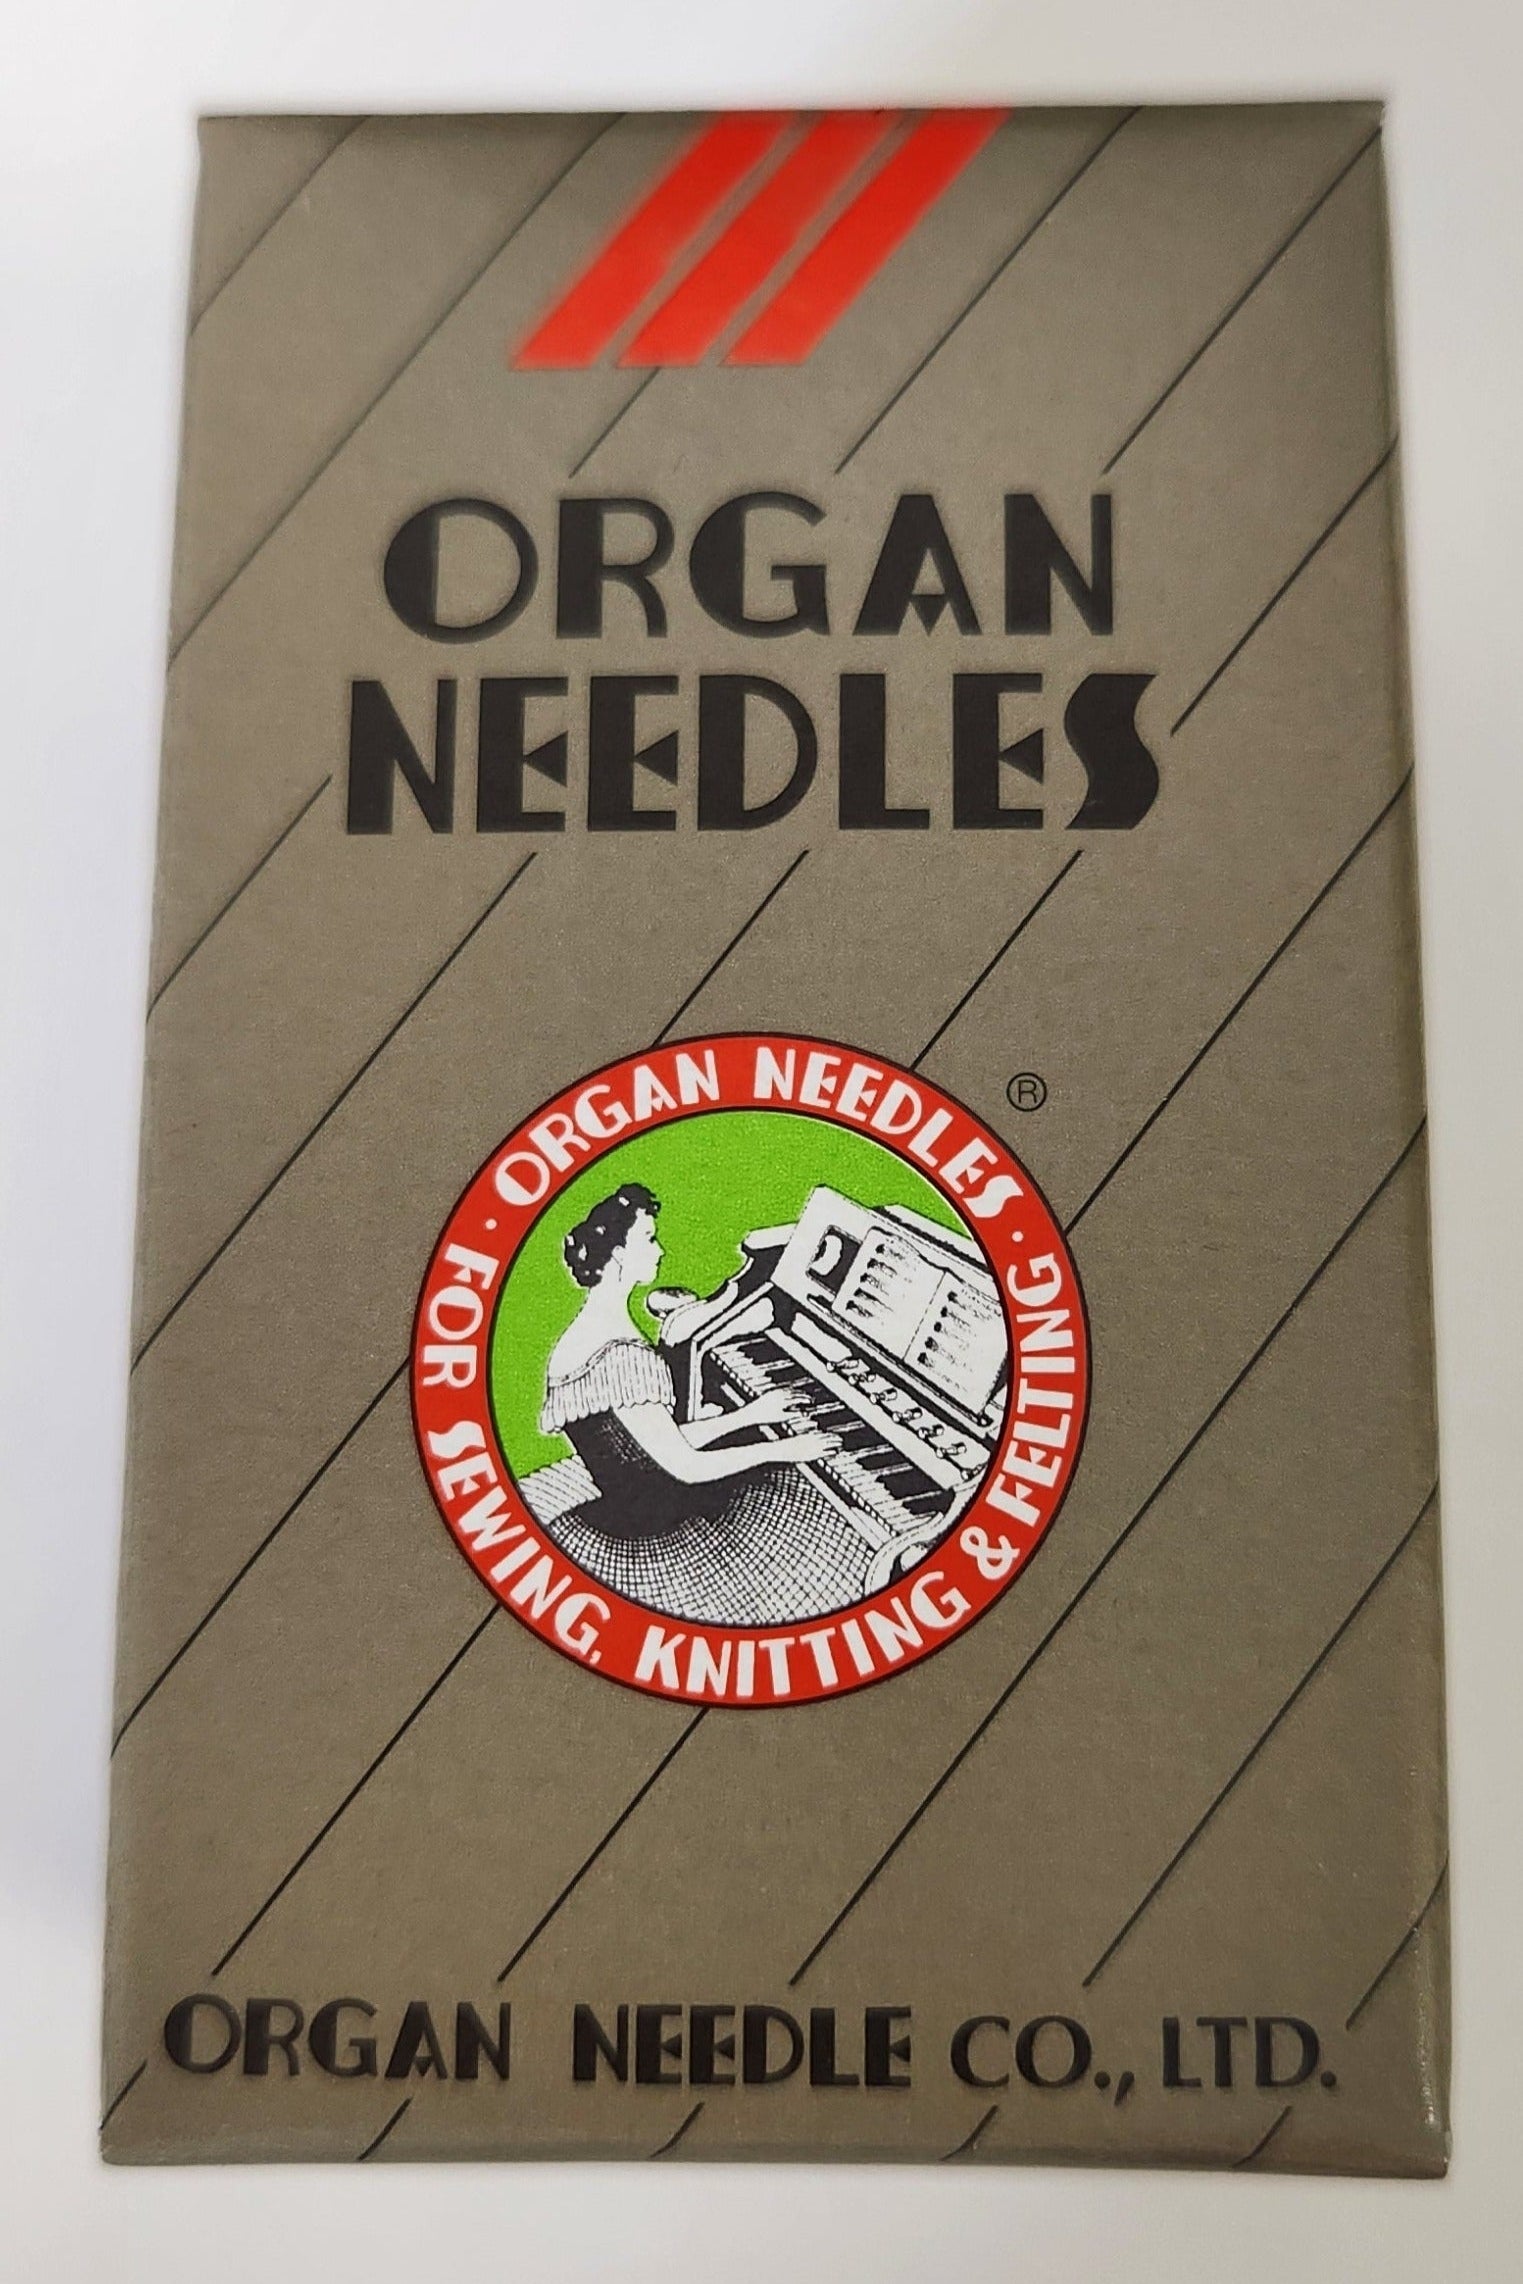 ORGAN
NEEDLES
®
· ORGAN NEEDLES ·
FOR SEWING, KNITTING & FELTING
ORGAN NEEDLE CO., LTD.